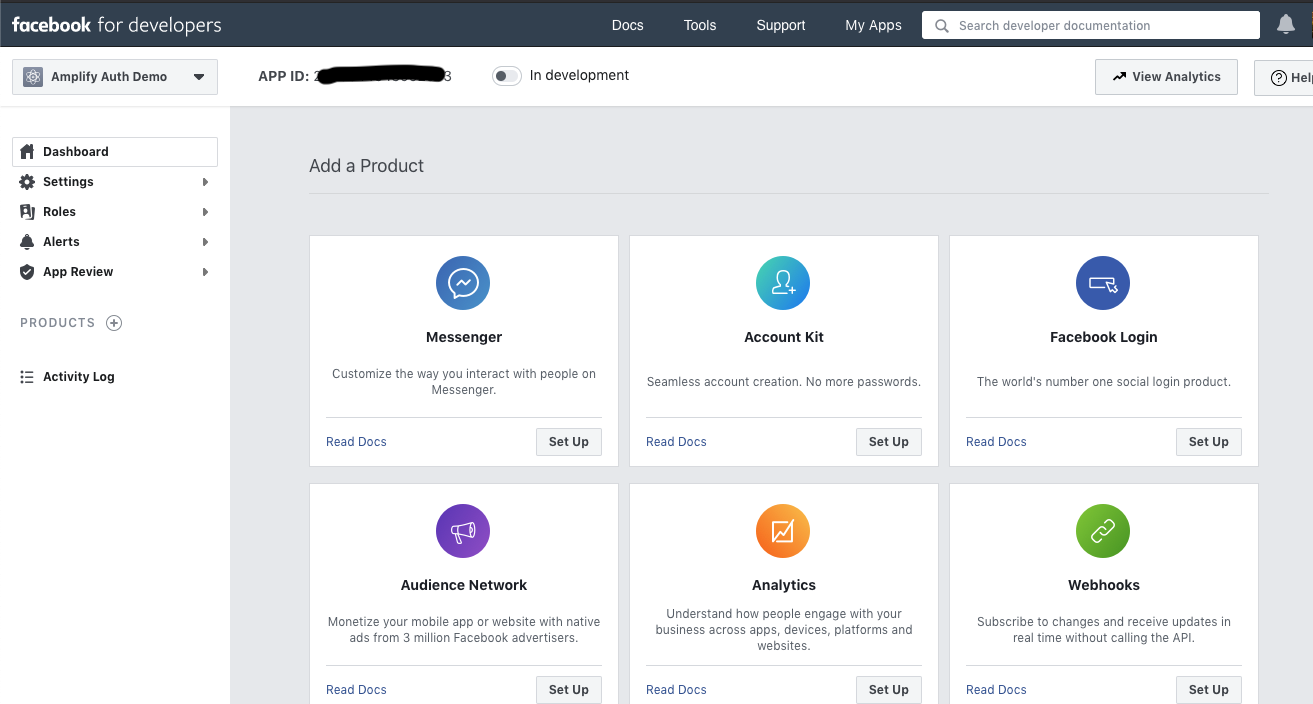 facebook for developers
Docs
Tools
Support
My Apps
Search developer documentation
Amplify Auth Demo
APP ID:
In development
View Analytics
Dashboard
Settings
Roles
Alerts
App Review
PRODUCTS
Activity Log
Add a Product
Messenger
Customize the way you interact with people on
Messenger.
Read Docs
Set Up
Account Kit
Seamless account creation. No more passwords.
Read Docs
Set Up
Facebook Login
The world's number one social login product.
Read Docs
Set Up
Audience Network
Monetize your mobile app or website with native
ads from 3 million Facebook advertisers.
Read Docs
Set Up
Analytics
Understand how people engage with your
business across apps, devices, platforms and
websites.
Read Docs
Set Up
Webhooks
Subscribe to changes and receive updates in
real time without calling the API.
Read Docs
Set Up